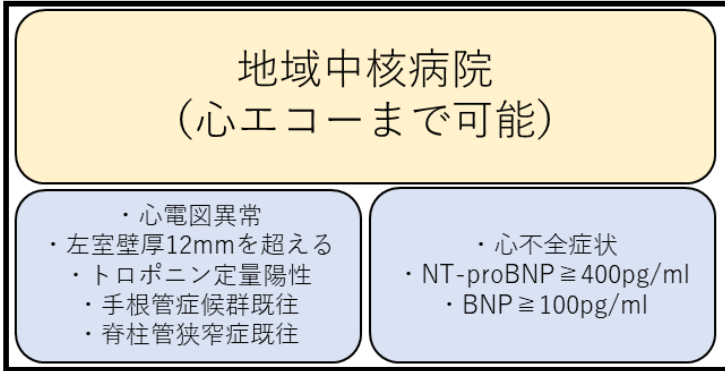 地域中核病院
（心エコーまで可能）
・心電図異常
・左室壁厚12mmを超える
・トロポニン定量陽性
・手根管症候群既往
・脊柱管狭窄症既往
・心不全症状
・NT-proBNP≧400pg/ml
・BNP≧100pg/ml